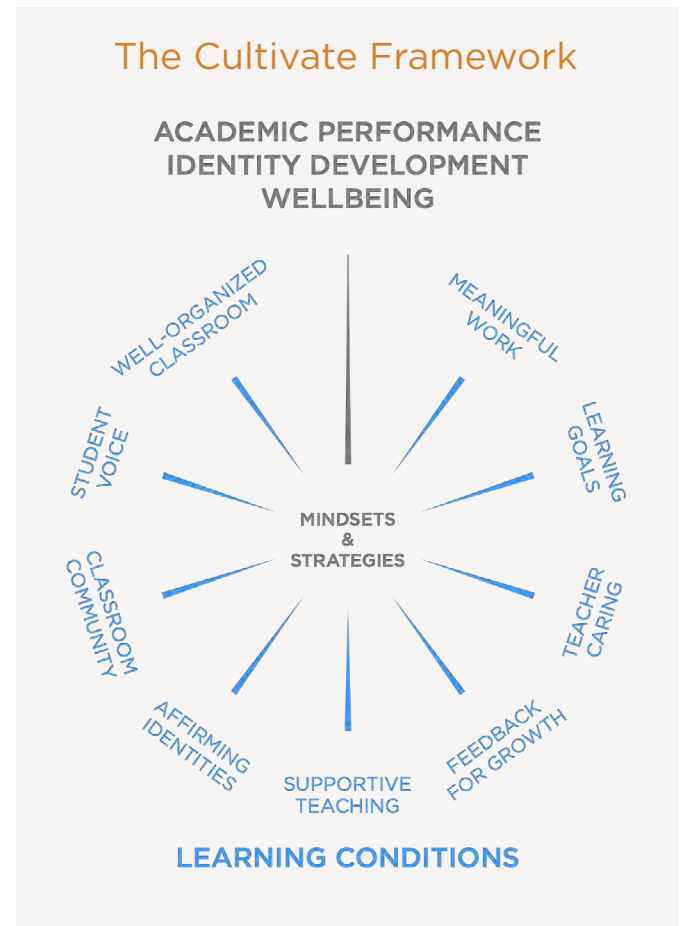 The Cultivate Framework
ACADEMIC PERFORMANCE
IDENTITY DEVELOPMENT
WELLBEING
WELL-ORGANIZED
CLASSROOM
MEANINGFUL
WORK
STUDENT
VOICE
LEARNING
GOALS
MINDSETS
&
STRATEGIES
CLASSROOM
COMMUNITY
TEACHER
CARING
AFFIRMING
IDENTITIES
FEEDBACK
FOR GROWTH
SUPPORTIVE
TEACHING
LEARNING CONDITIONS